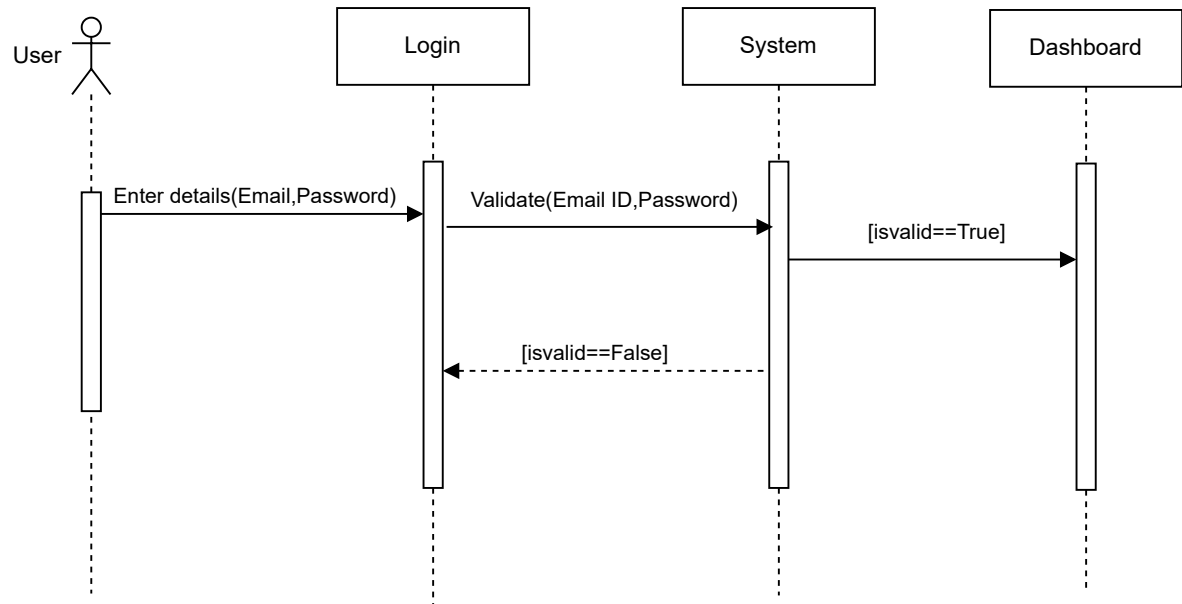 User
Login
System
Dashboard
Enter details(Email,Password)
Validate(Email ID,Password)
[isvalid==True]
[isvalid==False]